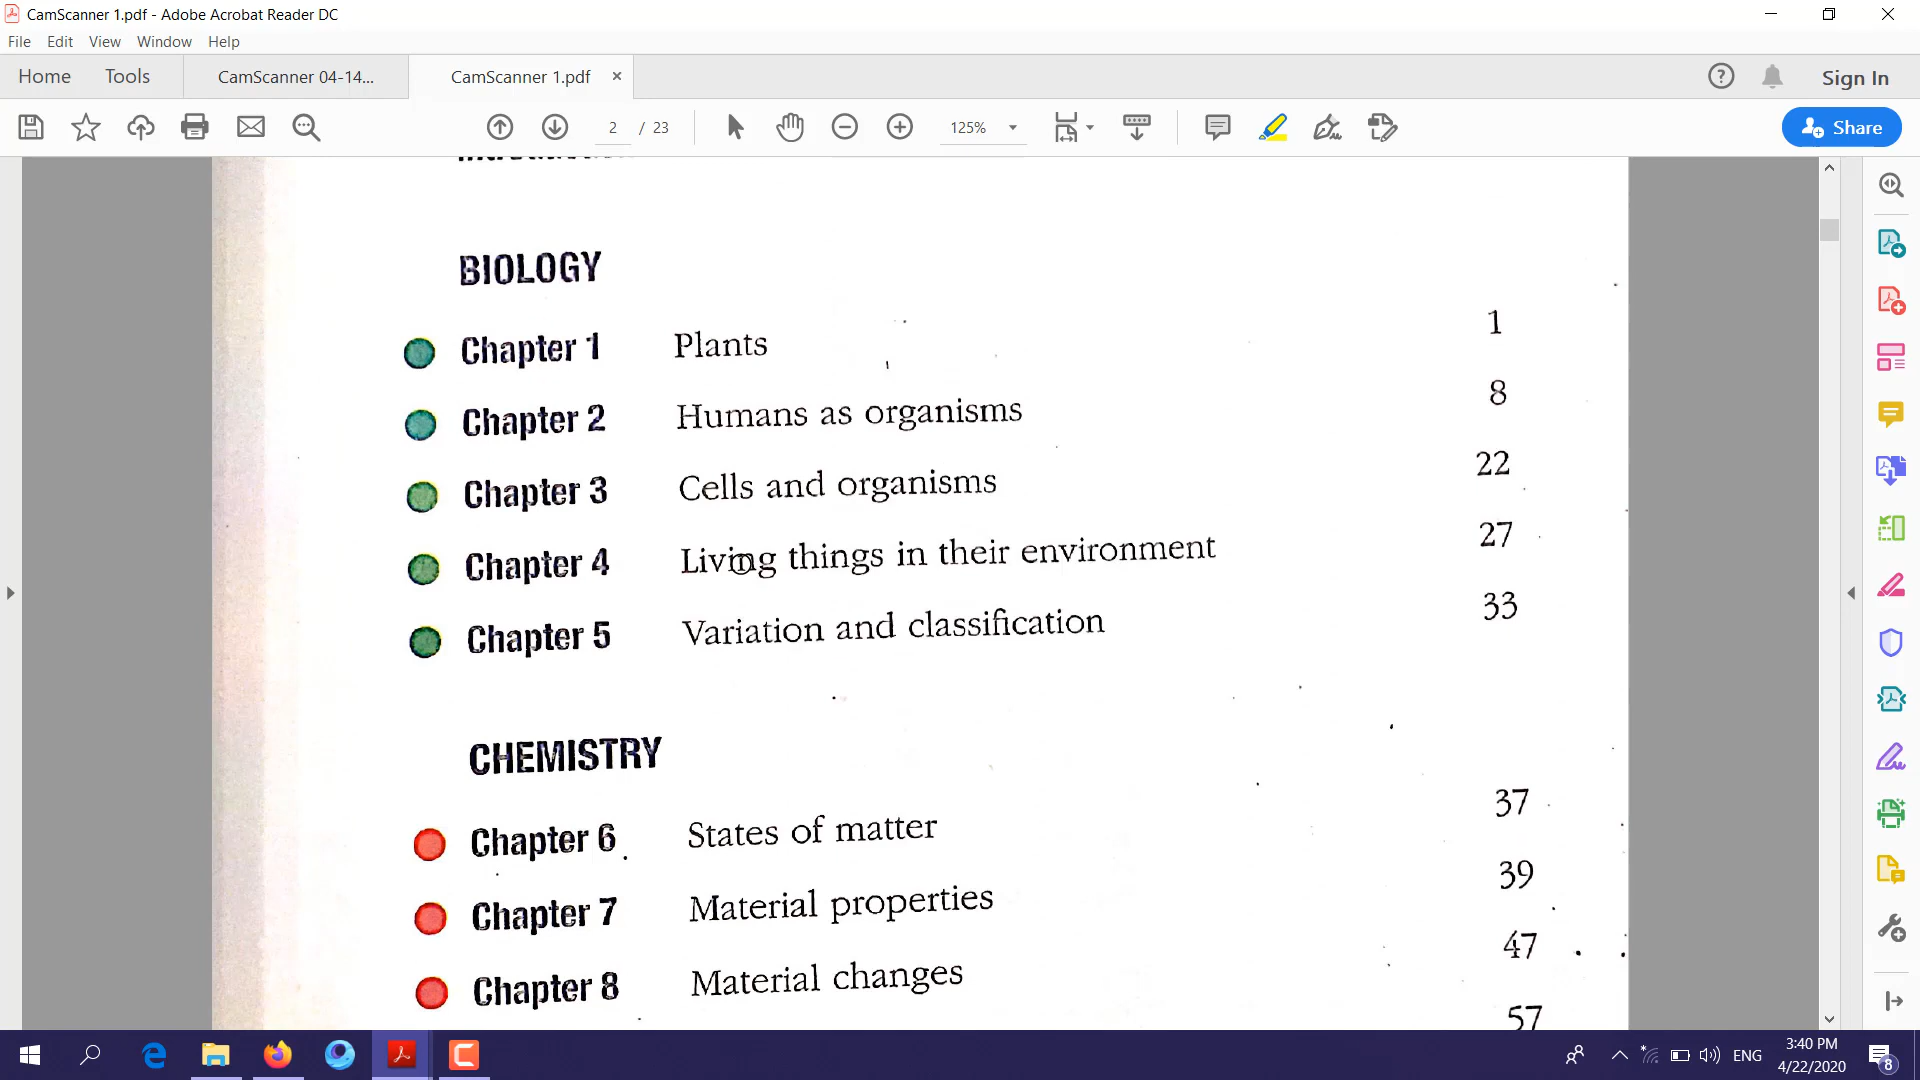 CamScanner 1.pdf - Adobe Acrobat Reader DC
File Edit View Window Help
Home Tools CamScanner 04-14... CamScanner 1.pdf × Sign In
2 / 23 125% Share
BIOLOGY
Chapter 1 Plants 1
Chapter 2 Humans as organisms 8
Chapter 3 Cells and organisms 22
Chapter 4 Living things in their environment 27
Chapter 5 Variation and classification 33
CHEMISTRY
Chapter 6 States of matter 37
Chapter 7 Material properties 39
Chapter 8 Material changes 47
57
ENG 3:40 PM 8
4/22/2020